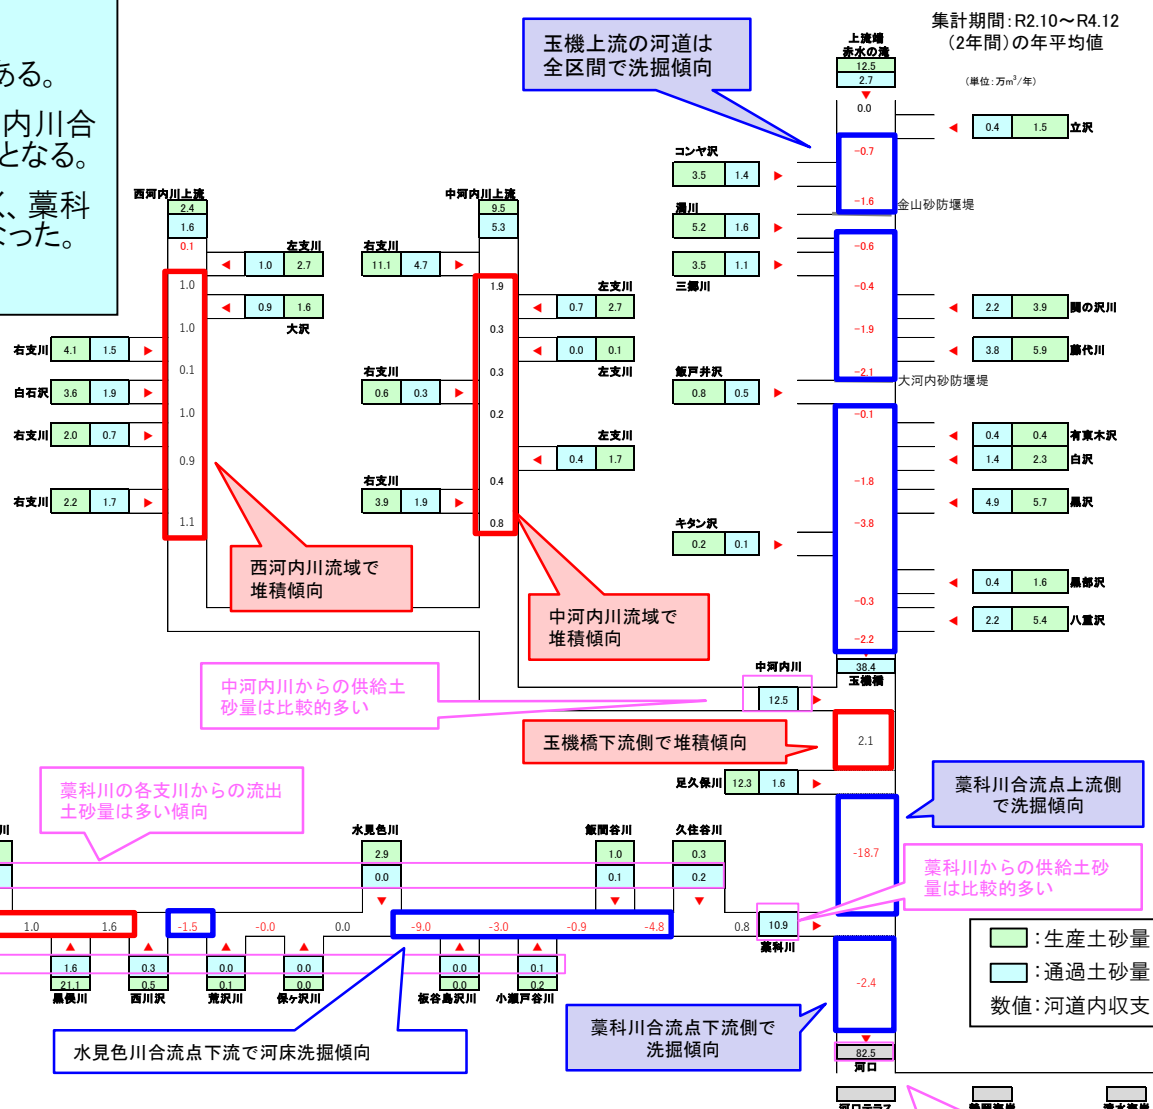 ある。
内川合
となる。
く、藁科
なった。
玉機上流の河道は
全区間で洗掘傾向
集計期間:R2.10～R4.12
(2年間)の年平均値
(単位:万m³/年)
上流端
赤水の滝
12.5
2.7
0.0
0.4 1.5 立沢
-0.7
コンヤ沢
3.5 1.4
-1.6
金山砂防堰堤
濁川
5.2 1.6
-0.6
3.5 1.1
三郷川
-0.4
2.2 3.9 関の沢川
-1.9
3.8 5.9 藤代川
-2.1
大河内砂防堰堤
飯戸井沢
0.8 0.5
-0.1
0.4 0.4 有東木沢
1.4 2.3 白沢
-1.8
4.9 5.7 黒沢
-3.8
キタン沢
0.2 0.1
0.4 1.6 黒部沢
-0.3
2.2 5.4 八重沢
-2.2
38.4
玉機橋
西河内川上流
2.4
1.6
0.1
左支川
1.0 2.7
1.0
0.9 1.6
大沢
1.0
右支川 4.1 1.5
0.1
白石沢 3.6 1.9
1.0
右支川 2.0 0.7
0.9
右支川 2.2 1.7
1.1
西河内川流域で
堆積傾向
中河内川上流
9.5
5.3
右支川
11.1 4.7
1.9
左支川
0.7 2.7
0.3
0.0 0.1
左支川
0.3
右支川
0.6 0.3
0.2
左支川
0.4 1.7
0.4
右支川
3.9 1.9
0.8
中河内川流域で
堆積傾向
中河内川からの供給土
砂量は比較的多い
中河内川
12.5
玉機橋下流側で堆積傾向
2.1
足久保川 12.3 1.6
藁科川合流点上流側
で洗掘傾向
-18.7
藁科川の各支川からの流出
土砂量は多い傾向
藁科川からの供給土砂
量は比較的多い
川
水見色川
2.9
0.0
飯間谷川
1.0
0.1
久住谷川
0.3
0.2
1.0 1.6 -1.5 -0.0 0.0 -9.0 -3.0 -0.9 -4.8 0.8 10.9
藁科川
1.6
21.1
黒俣川
0.3
0.5
西川沢
0.0
0.1
荒沢川
0.0
0.0
保ヶ沢川
0.0
0.0
板谷島沢川
0.1
0.2
小瀬戸谷川
水見色川合流点下流で河床洗掘傾向
藁科川合流点下流側で
洗掘傾向
-2.4
82.5
河口
:生産土砂量
:通過土砂量
数値:河道内収支
河口テラス
静岡海岸
清水海岸